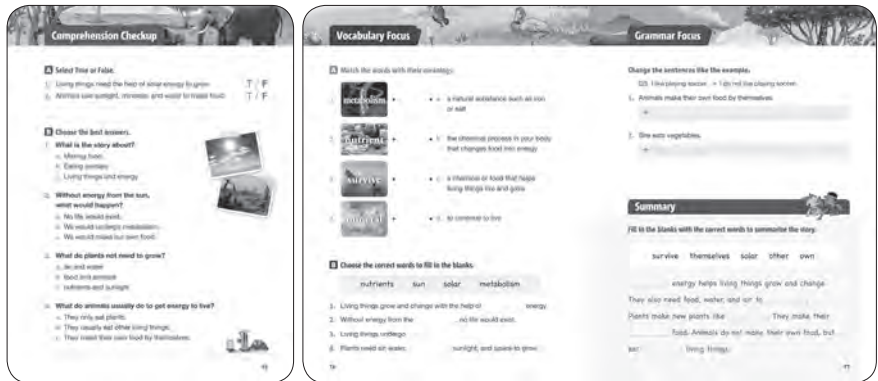 Comprehension Checkup
A Select True or False.
1. Living things need the help of solar energy to grow. T / F
2. Animals use sunlight, minerals, and water to make food. T / F
B Choose the best answers.
1. What is the story about?
a. Making food
b. Eating animals
c. Living things and energy
2. Without energy from the sun,
what would happen?
a. No life would exist.
b. We would undergo metabolism.
c. We would make our own food.
3. What do plants not need to grow?
a. air and water
b. food and animals
c. nutrients and sunlight
4. What do animals usually do to get energy to live?
a. They only eat plants.
b. They usually eat other living things.
c. They make their own food by themselves.
Vocabulary Focus
A Match the words with their meanings.
1. metabolism
a. a natural substance such as iron
or salt
2. nutrient
b. the chemical process in your body
that changes food into energy
3. survive
c. a chemical or food that helps
living things live and grow
4. mineral
d. to continue to live
B Choose the correct words to fill in the blanks.
nutrients sun solar metabolism
1. Living things grow and change with the help of energy.
2. Without energy from the , no life would exist.
3. Living things undergo
4. Plants need air, water, , sunlight, and space to grow.
Grammar Focus
Change the sentences like the example.
I like playing soccer. → I do not like playing soccer.
1. Animals make their own food by themselves.
→
2. She eats vegetables.
→
Summary
Fill in the blanks with the correct words to summarize the story.
survive themselves solar other own
energy helps living things grow and change.
They also need food, water, and air to
Plants make new plants like . They make their
food. Animals do not make their own food, but
eat living things.